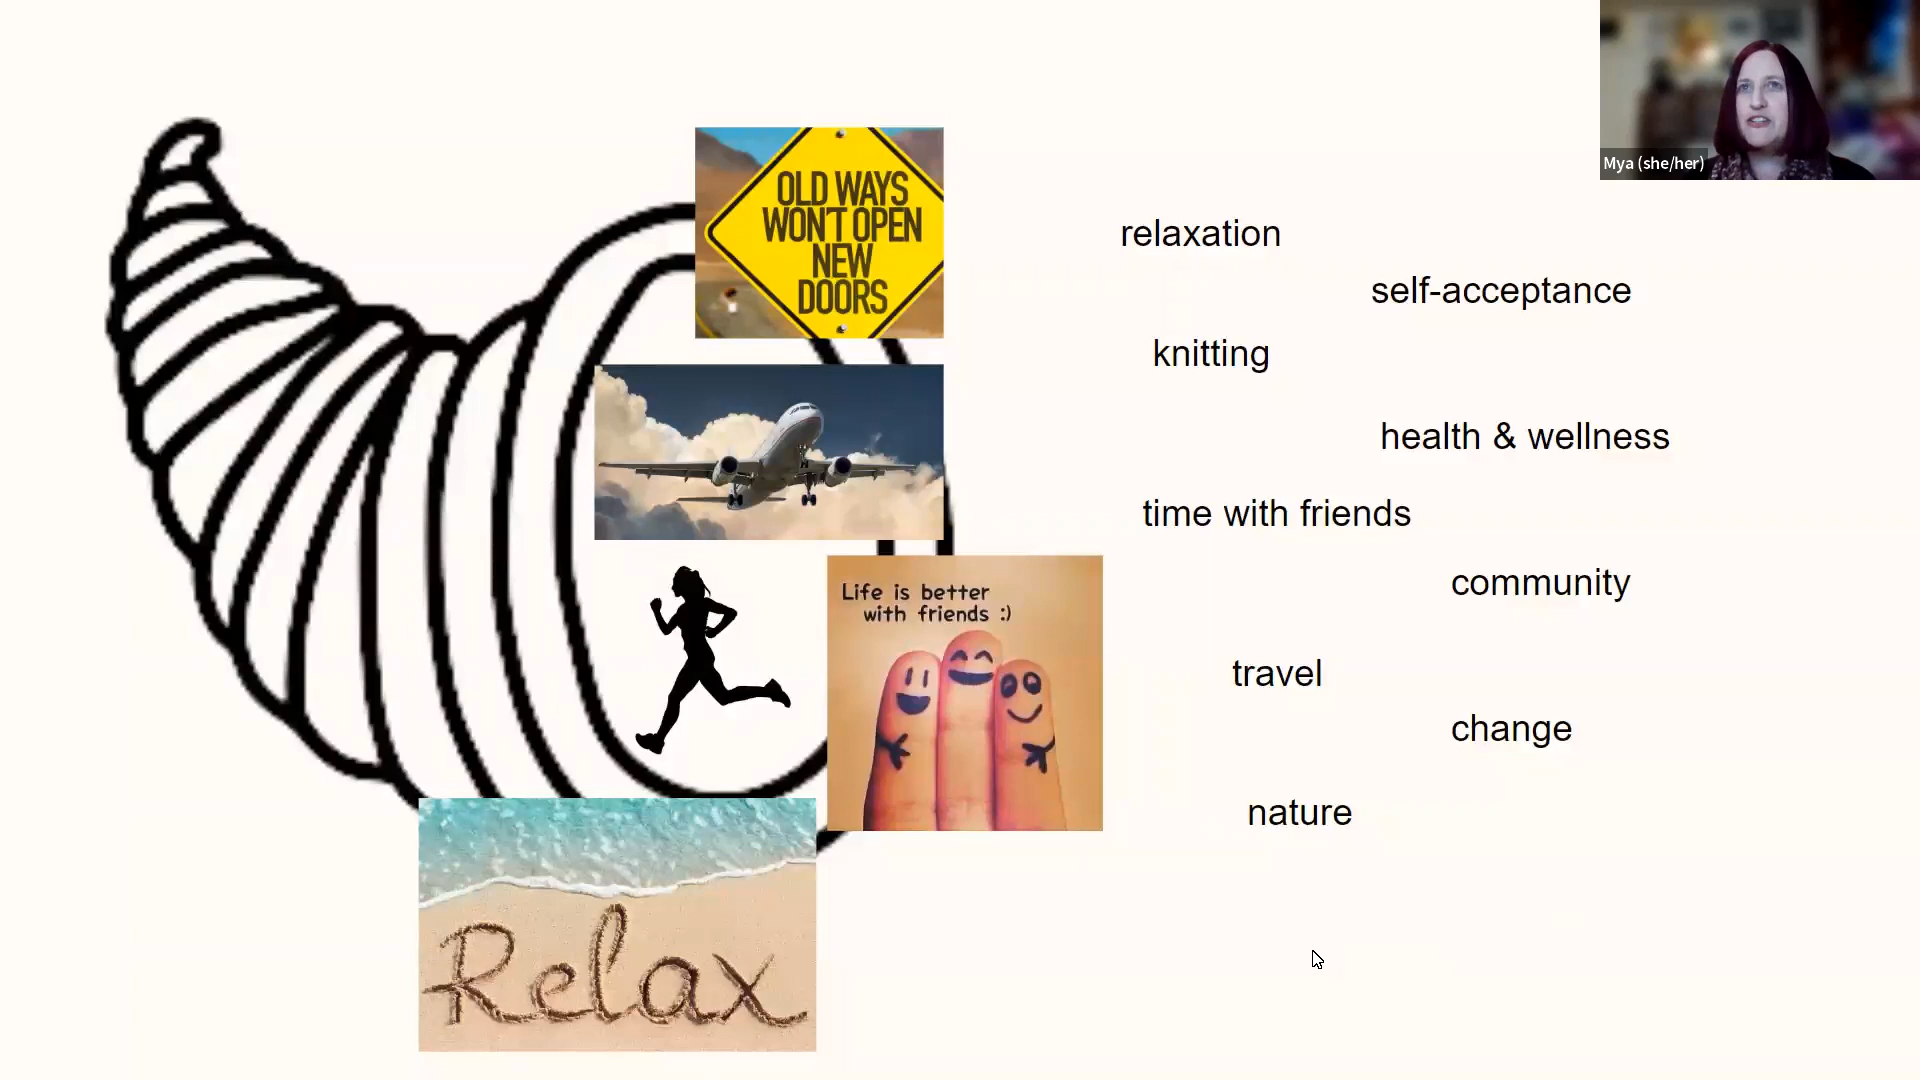 Mya (she/her)
OLD WAYS
WON'T OPEN
NEW
DOORS
relaxation
self-acceptance
knitting
health & wellness
time with friends
community
Life is better
with friends :)
travel
change
nature
Relax